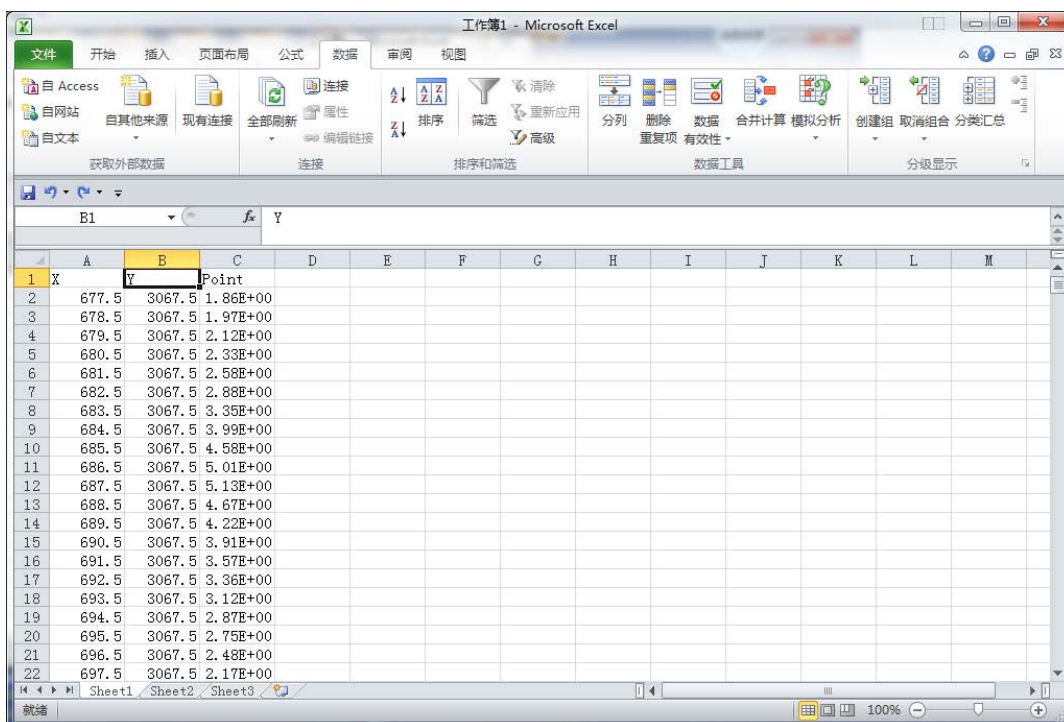 工作簿1 - Microsoft Excel
文件 开始 插入 页面布局 公式 数据 审阅 视图
自 Access
自网站
自文本
自其他来源 现有连接
获取外部数据
全部刷新
连接
属性
编辑链接
连接
排序
筛选
清除
重新应用
高级
排序和筛选
分列 删除重复项 数据有效性 合并计算 模拟分析
数据工具
创建组 取消组合 分类汇总
分级显示
B1 fx Y
A B C D E F G H I J K L M
1 X Y Point
2 677.5 3067.5 1.86E+00
3 678.5 3067.5 1.97E+00
4 679.5 3067.5 2.12E+00
5 680.5 3067.5 2.33E+00
6 681.5 3067.5 2.58E+00
7 682.5 3067.5 2.88E+00
8 683.5 3067.5 3.35E+00
9 684.5 3067.5 3.99E+00
10 685.5 3067.5 4.58E+00
11 686.5 3067.5 5.01E+00
12 687.5 3067.5 5.13E+00
13 688.5 3067.5 4.67E+00
14 689.5 3067.5 4.22E+00
15 690.5 3067.5 3.91E+00
16 691.5 3067.5 3.57E+00
17 692.5 3067.5 3.36E+00
18 693.5 3067.5 3.12E+00
19 694.5 3067.5 2.87E+00
20 695.5 3067.5 2.75E+00
21 696.5 3067.5 2.48E+00
22 697.5 3067.5 2.17E+00
Sheet1 Sheet2 Sheet3
就绪 100%